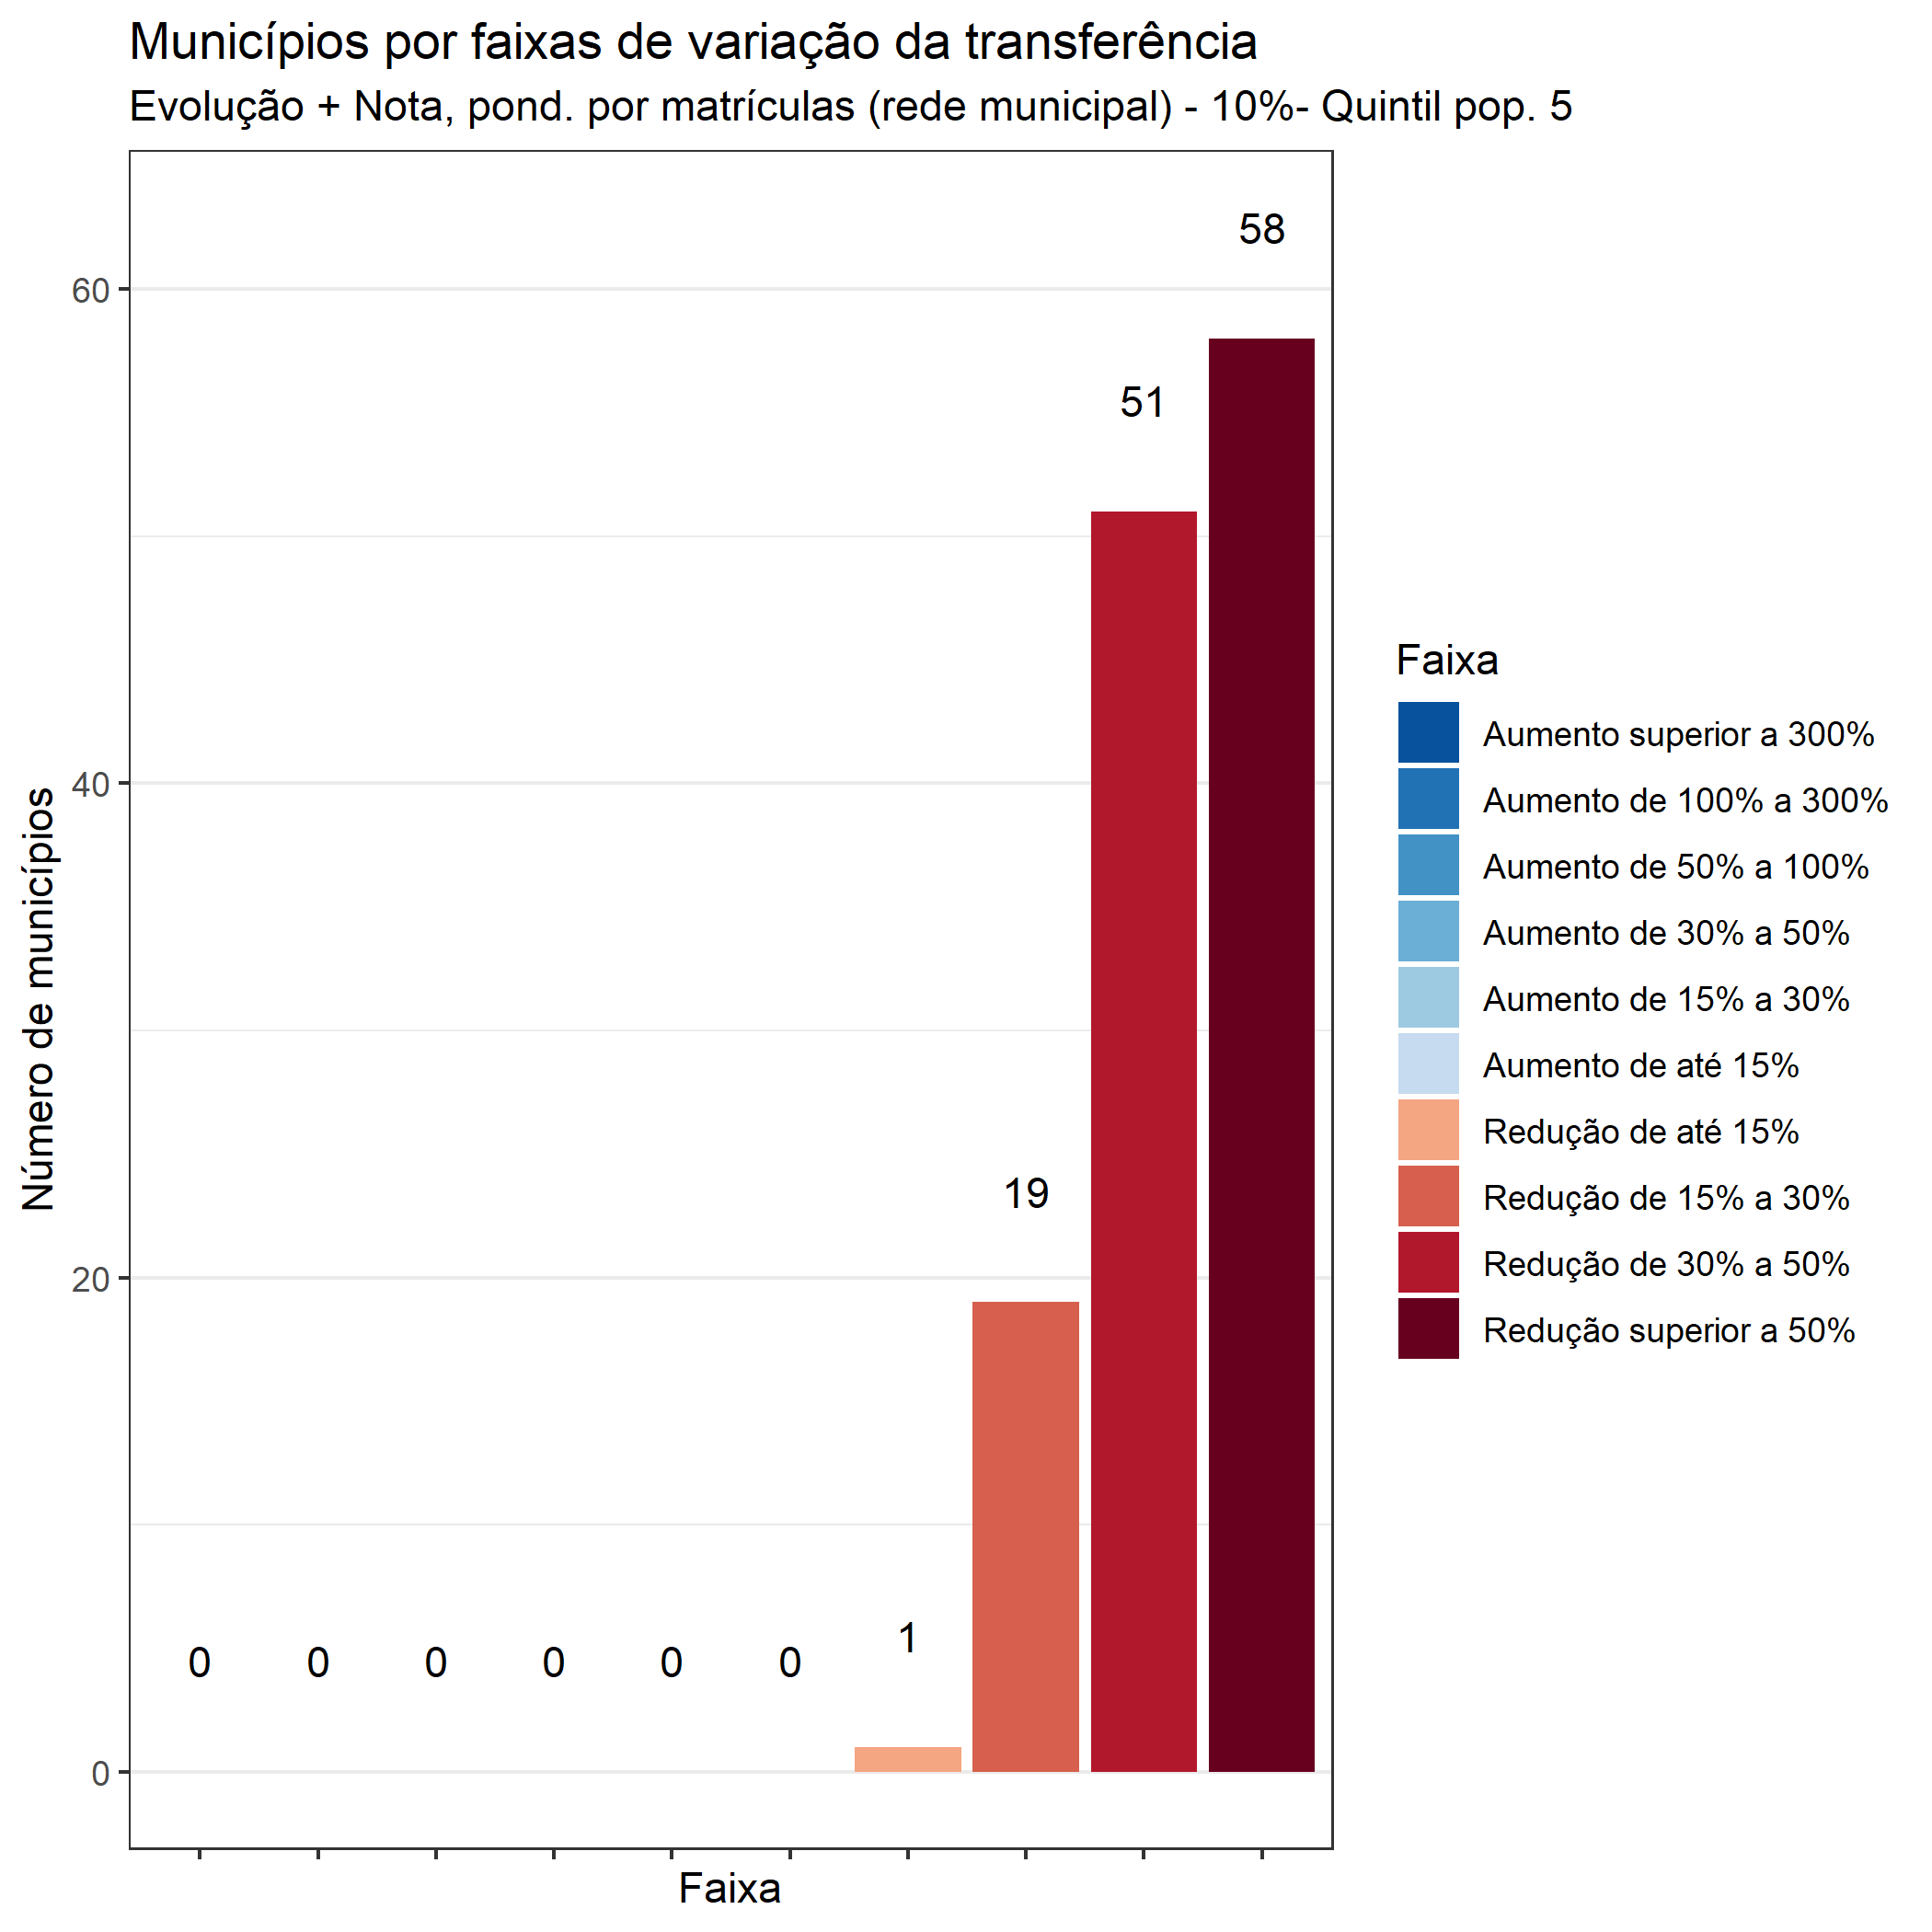 Municípios por faixas de variação da transferência
Evolução + Nota, pond. por matrículas (rede municipal) - 10%- Quintil pop. 5
Número de municípios
60
40
20
0
58
51
19
1
0 0 0 0 0 0
Faixa
Faixa
Aumento superior a 300%
Aumento de 100% a 300%
Aumento de 50% a 100%
Aumento de 30% a 50%
Aumento de 15% a 30%
Aumento de até 15%
Redução de até 15%
Redução de 15% a 30%
Redução de 30% a 50%
Redução superior a 50%